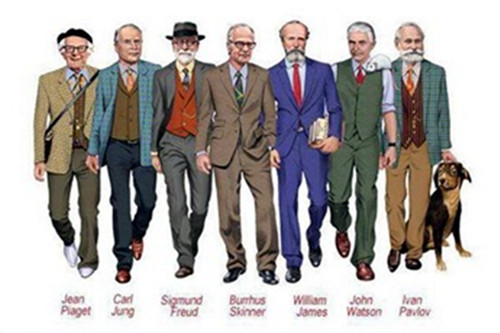 Jean Carl Sigmund Burrhus William John Ivan
Piaget Jung Freud Skinner James Watson Pavlov